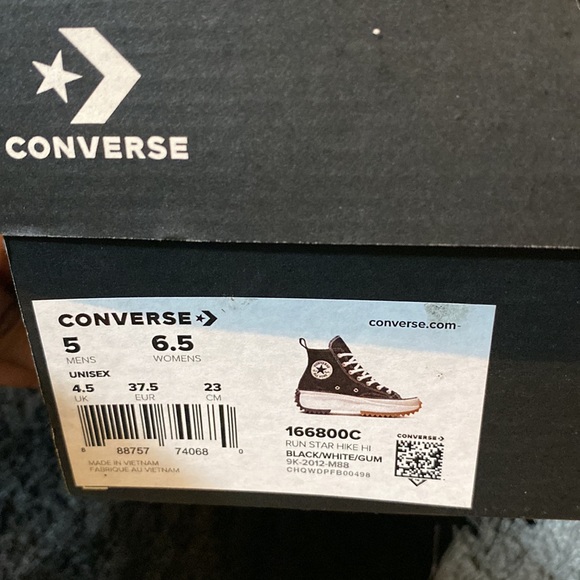 CONVERSE
CONVERSE converse.com
5 6.5
MENS WOMENS
UNISEX
4.5 37.5 23
UK EUR CM
8 88757 74068 0
MADE IN VIETNAM
FABRIQUÉ AU VIETNAM
166800C
RUN STAR HIKE HI
BLACK/WHITE/GUM
9K-2012-M88
CHQWDPFB00498
CONVERSE